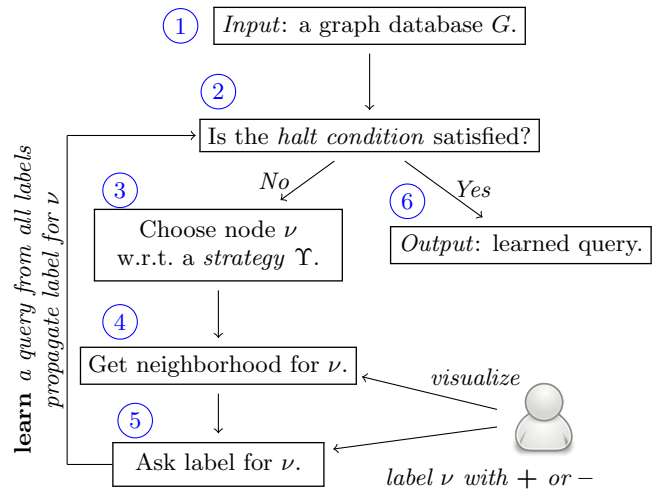 1
Input: a graph database G.
2
Is the halt condition satisfied?
No
Yes
3
Choose node ν
w.r.t. a strategy ϒ.
6
Output: learned query.
4
Get neighborhood for ν.
visualize
5
Ask label for ν.
label ν with + or −
learn a query from all labels
propagate label for ν